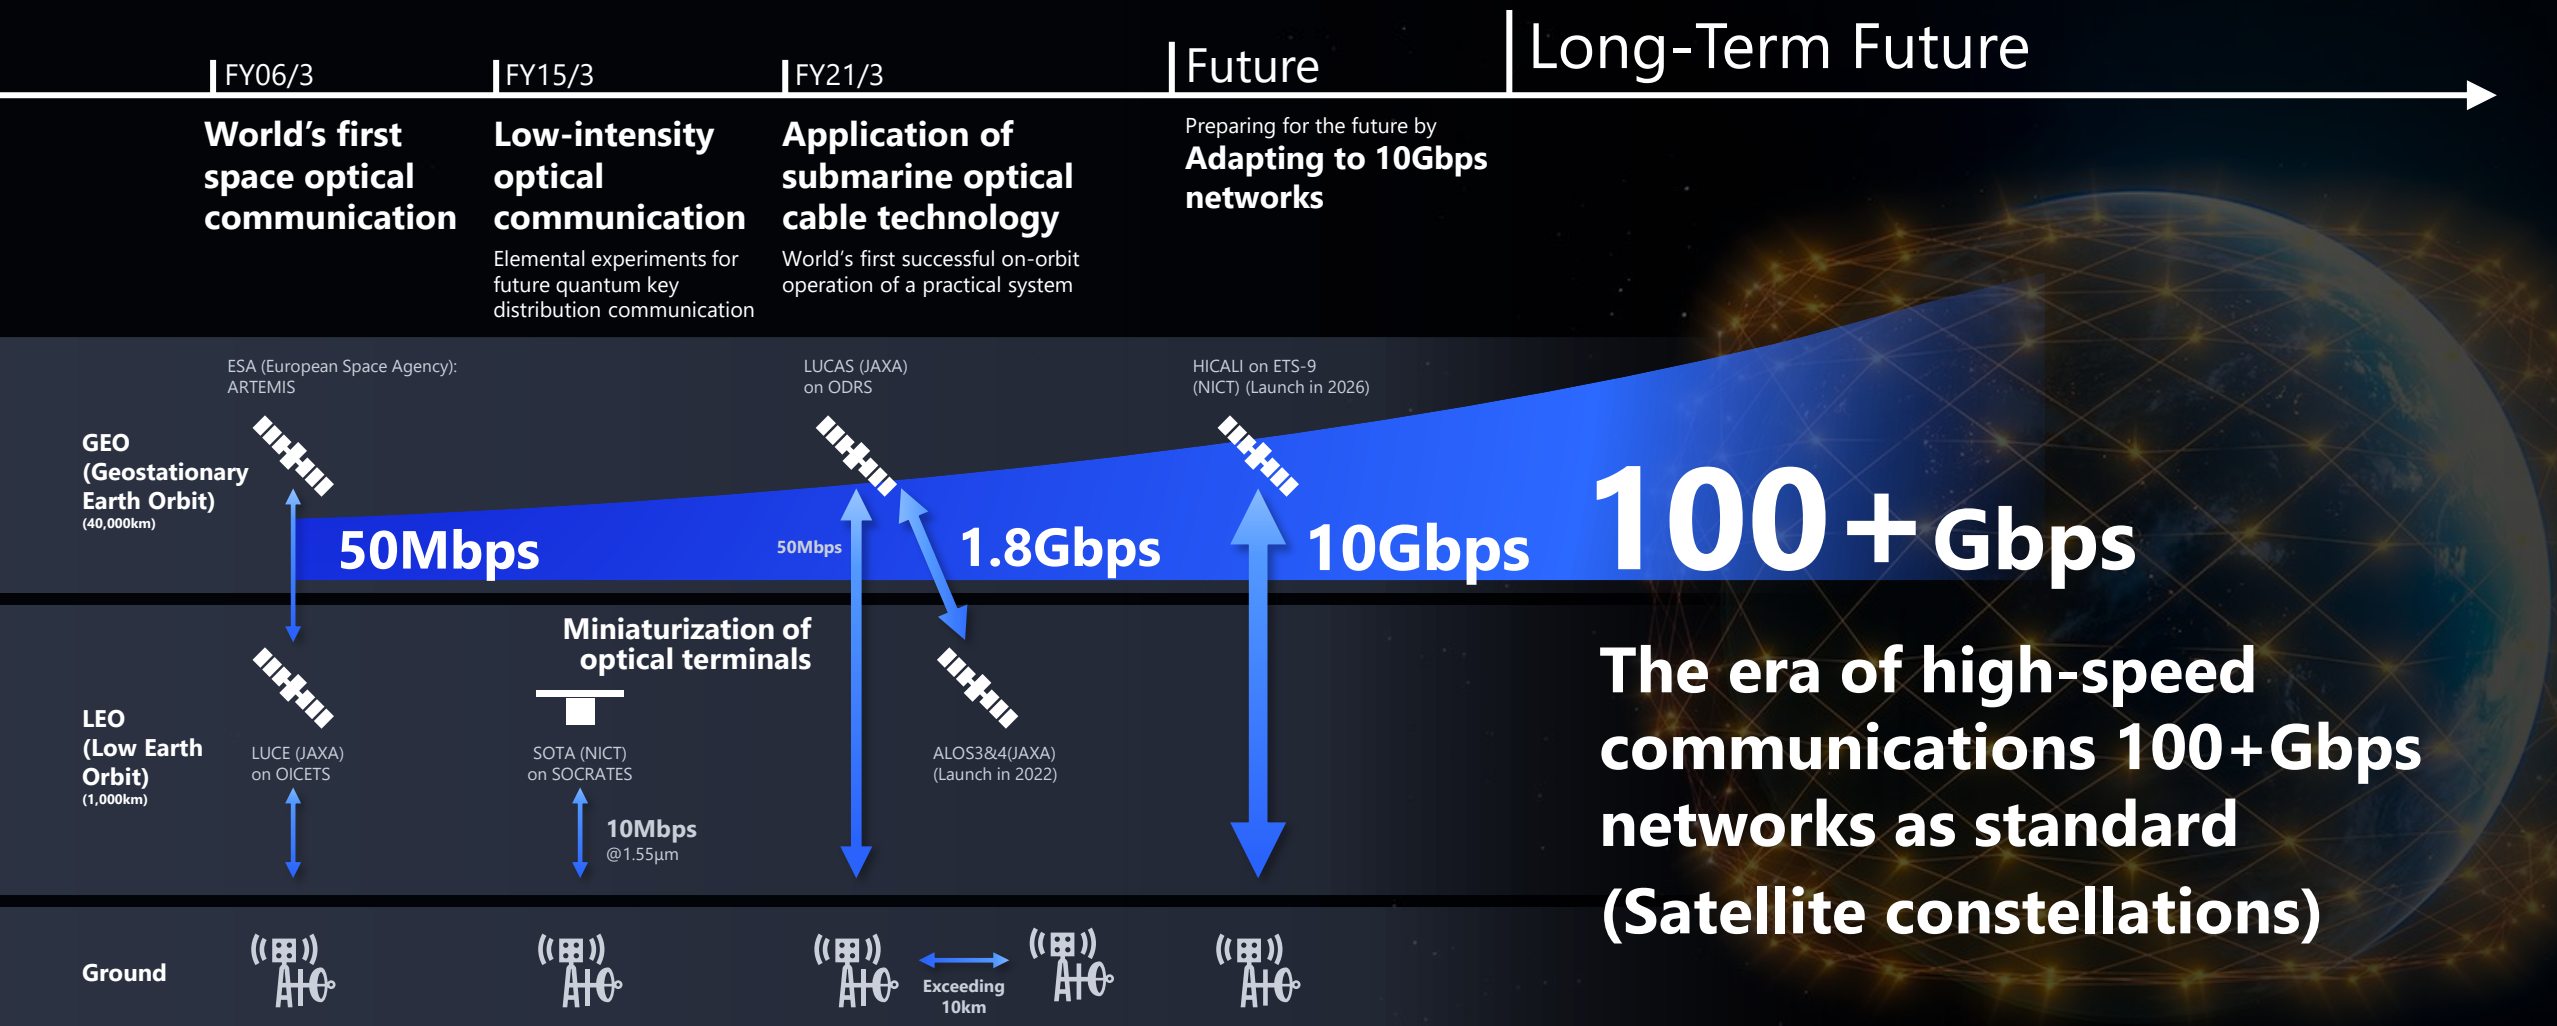 FY06/3
FY15/3
FY21/3
Future
Long-Term Future
World's first
space optical
communication
Low-intensity
optical
communication
Elemental experiments for
future quantum key
distribution communication
Application of
submarine optical
cable technology
World's first successful on-orbit
operation of a practical system
Preparing for the future by
Adapting to 10Gbps
networks
ESA (European Space Agency):
ARTEMIS
LUCAS (JAXA)
on ODRS
HICALI on ETS-9
(NICT) (Launch in 2026)
GEO
(Geostationary
Earth Orbit)
(40,000km)
50Mbps
50Mbps
1.8Gbps
10Gbps
100+Gbps
Miniaturization of
optical terminals
LEO
(Low Earth
Orbit)
(1,000km)
LUCE (JAXA)
on OICETS
SOTA (NICT)
on SOCRATES
10Mbps
@1.55μm
ALOS3&4(JAXA)
(Launch in 2022)
The era of high-speed
communications 100+Gbps
networks as standard
(Satellite constellations)
Ground
Exceeding
10km